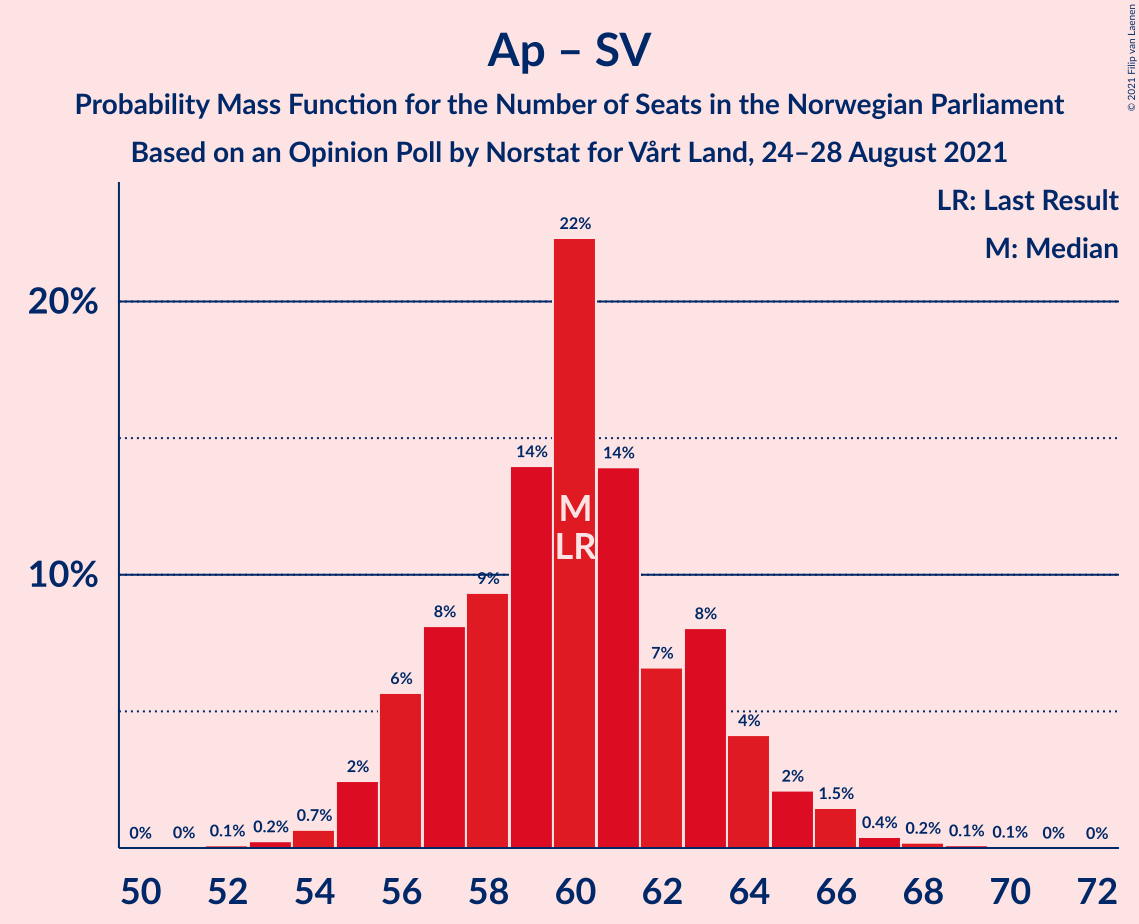 Ap – SV
Probability Mass Function for the Number of Seats in the Norwegian Parliament
Based on an Opinion Poll by Norstat for Vårt Land, 24–28 August 2021
© 2021 Filip van Laenen
LR: Last Result
M: Median
20%
10%
0%
0%
0.1%
0.2%
0.7%
2%
6%
8%
9%
14%
22%
14%
7%
8%
4%
2%
1.5%
0.4%
0.2%
0.1%
0.1%
0%
0%
M
LR
50 52 54 56 58 60 62 64 66 68 70 72